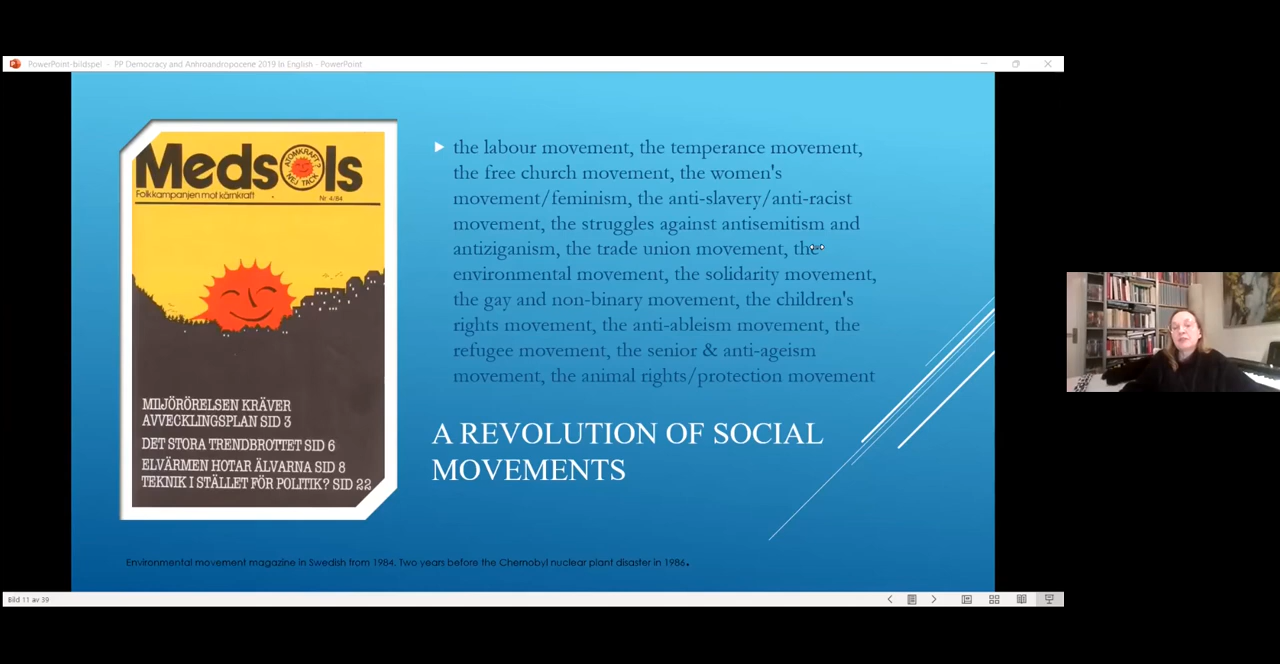 PowerPoint-bildspel - PP Democracy and Anhroandropocene 2019 In English - PowerPoint
Medsols
ATOMKRAFT?
NEJ TACK
Folkkampanjen mot kärnkraft
Nr. 4/84
MILJÖRÖRELSEN KRÄVER
AVVECKLINGSPLAN SID 3
DET STORA TRENDBROTTET SID 6
ELVÄRMEN HOTAR ÄLVARNA SID 8
TEKNIK I STÄLLET FÖR POLITIK? SID 22
the labour movement, the temperance movement,
the free church movement, the women's
movement/feminism, the anti-slavery/anti-racist
movement, the struggles against antisemitism and
antiziganism, the trade union movement, the
environmental movement, the solidarity movement,
the gay and non-binary movement, the children's
rights movement, the anti-ableism movement, the
refugee movement, the senior & anti-ageism
movement, the animal rights/protection movement
A REVOLUTION OF SOCIAL
MOVEMENTS
Environmental movement magazine in Swedish from 1984. Two years before the Chernobyl nuclear plant disaster in 1986.
Bild 11 av 39